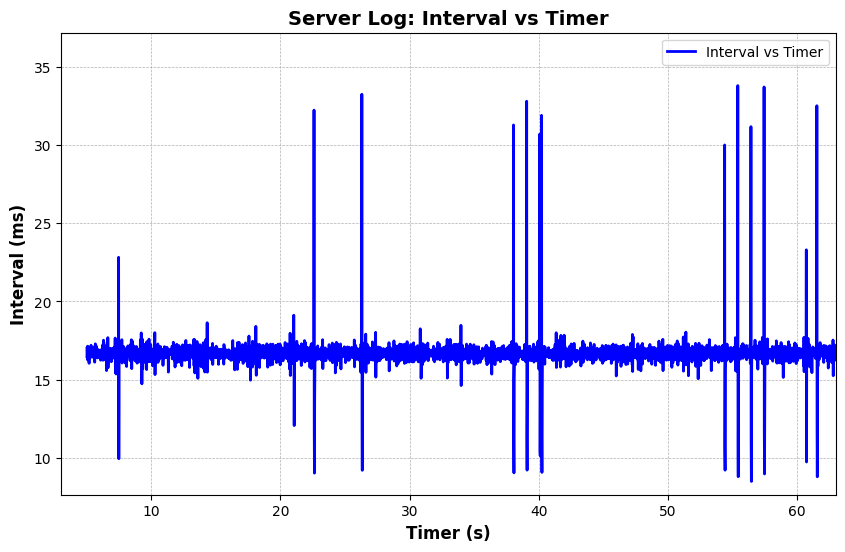 Server Log: Interval vs Timer
Interval vs Timer
35
30
25
20
15
10
Interval (ms)
10 20 30 40 50 60
Timer (s)